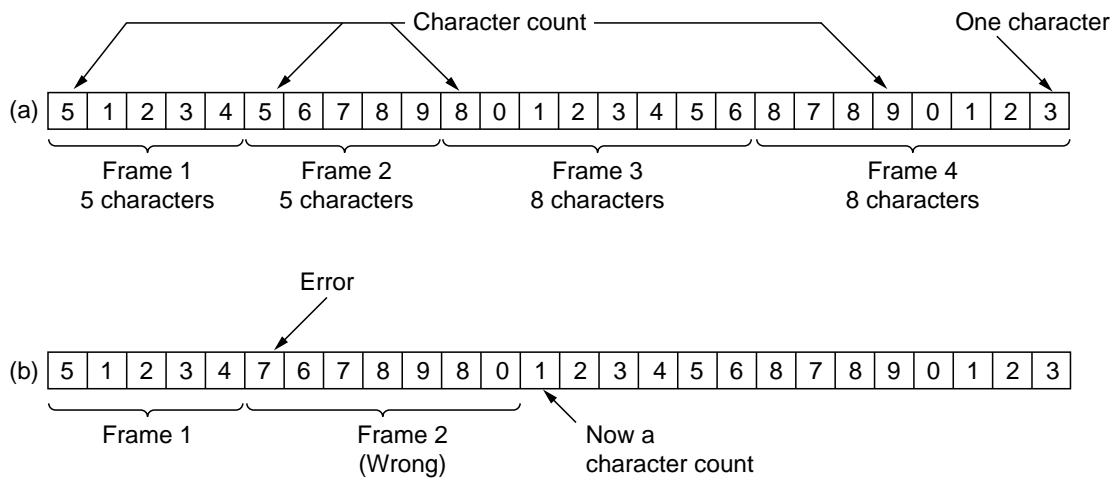 Character count One character
(a) 5 1 2 3 4 5 6 7 8 9 8 0 1 2 3 4 5 6 8 7 8 9 0 1 2 3
Frame 1 Frame 2 Frame 3 Frame 4
5 characters 5 characters 8 characters 8 characters
Error
(b) 5 1 2 3 4 7 6 7 8 9 8 0 1 2 3 4 5 6 8 7 8 9 0 1 2 3
Frame 1 Frame 2 Now a
(Wrong) character count